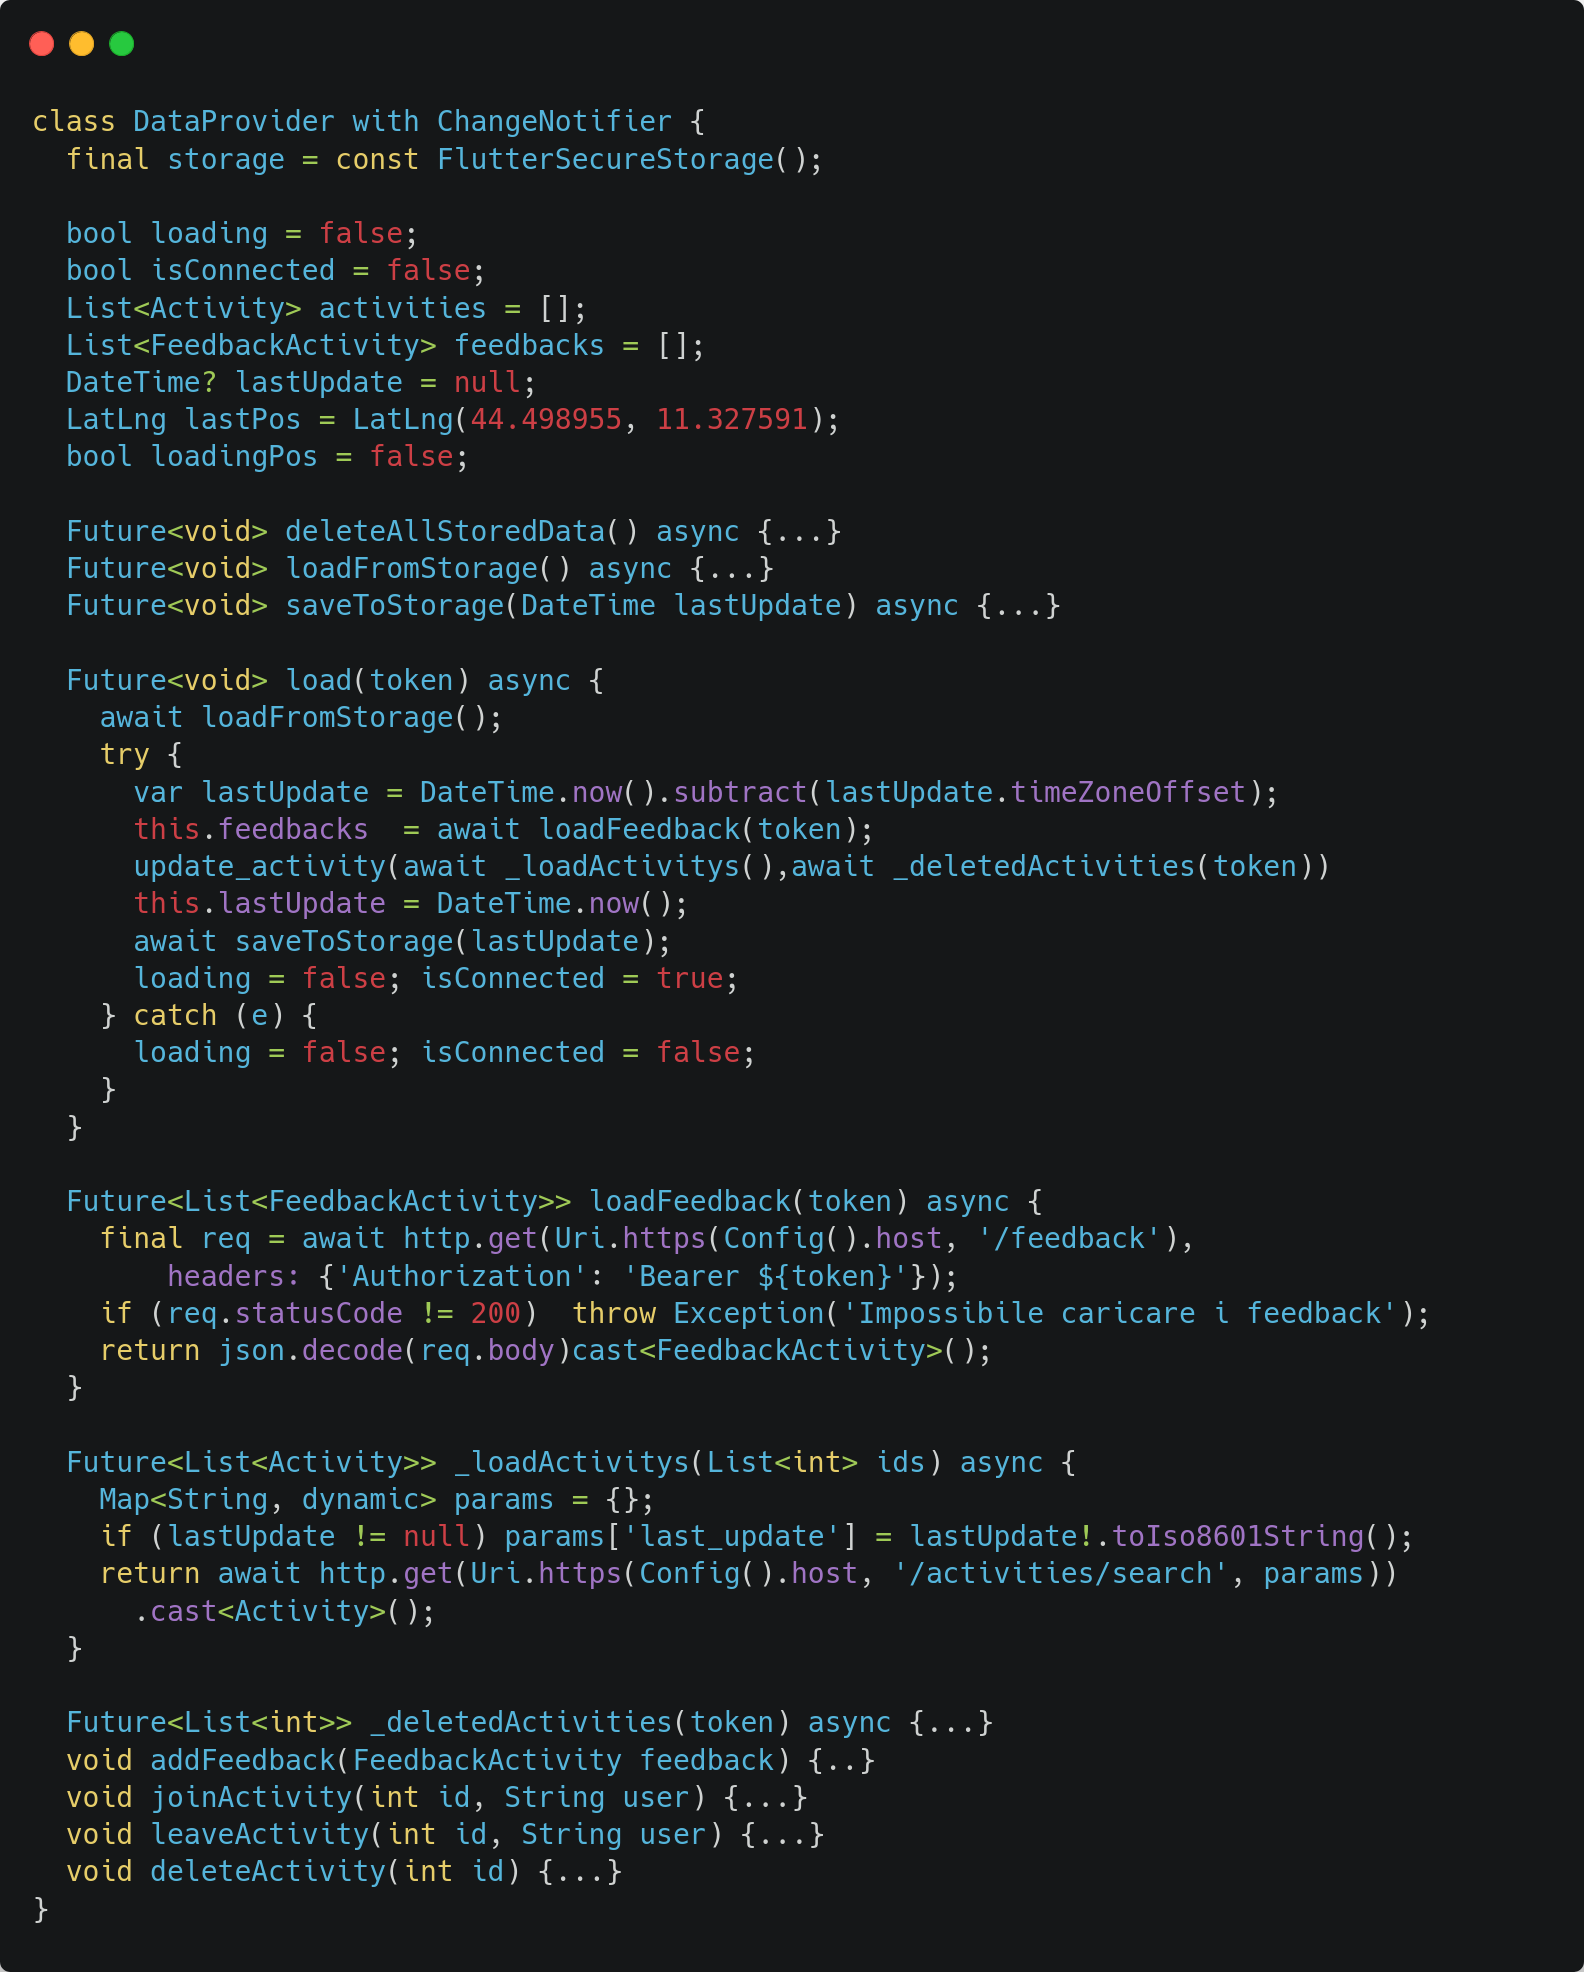 class DataProvider with ChangeNotifier {
  final storage = const FlutterSecureStorage();

  bool loading = false;
  bool isConnected = false;
  List<Activity> activities = [];
  List<FeedbackActivity> feedbacks = [];
  DateTime? lastUpdate = null;
  LatLng lastPos = LatLng(44.498955, 11.327591);
  bool loadingPos = false;

  Future<void> deleteAllStoredData() async {...}
  Future<void> loadFromStorage() async {...}
  Future<void> saveToStorage(DateTime lastUpdate) async {...}

  Future<void> load(token) async {
    await loadFromStorage();
    try {
      var lastUpdate = DateTime.now().subtract(lastUpdate.timeZoneOffset);
      this.feedbacks  = await loadFeedback(token);
      update_activity(await _loadActivitys(),await _deletedActivities(token))
      this.lastUpdate = DateTime.now();
      await saveToStorage(lastUpdate);
      loading = false; isConnected = true;
    } catch (e) {
      loading = false; isConnected = false;
    }
  }

  Future<List<FeedbackActivity>> loadFeedback(token) async {
    final req = await http.get(Uri.https(Config().host, '/feedback'),
        headers: {'Authorization': 'Bearer ${token}'});
    if (req.statusCode != 200)  throw Exception('Impossibile caricare i feedback');
    return json.decode(req.body)cast<FeedbackActivity>();
  }

  Future<List<Activity>> _loadActivitys(List<int> ids) async {
    Map<String, dynamic> params = {};
    if (lastUpdate != null) params['last_update'] = lastUpdate!.toIso8601String();
    return await http.get(Uri.https(Config().host, '/activities/search', params))
      .cast<Activity>();
  }

  Future<List<int>> _deletedActivities(token) async {...}
  void addFeedback(FeedbackActivity feedback) {..}
  void joinActivity(int id, String user) {...}
  void leaveActivity(int id, String user) {...}
  void deleteActivity(int id) {...}
}